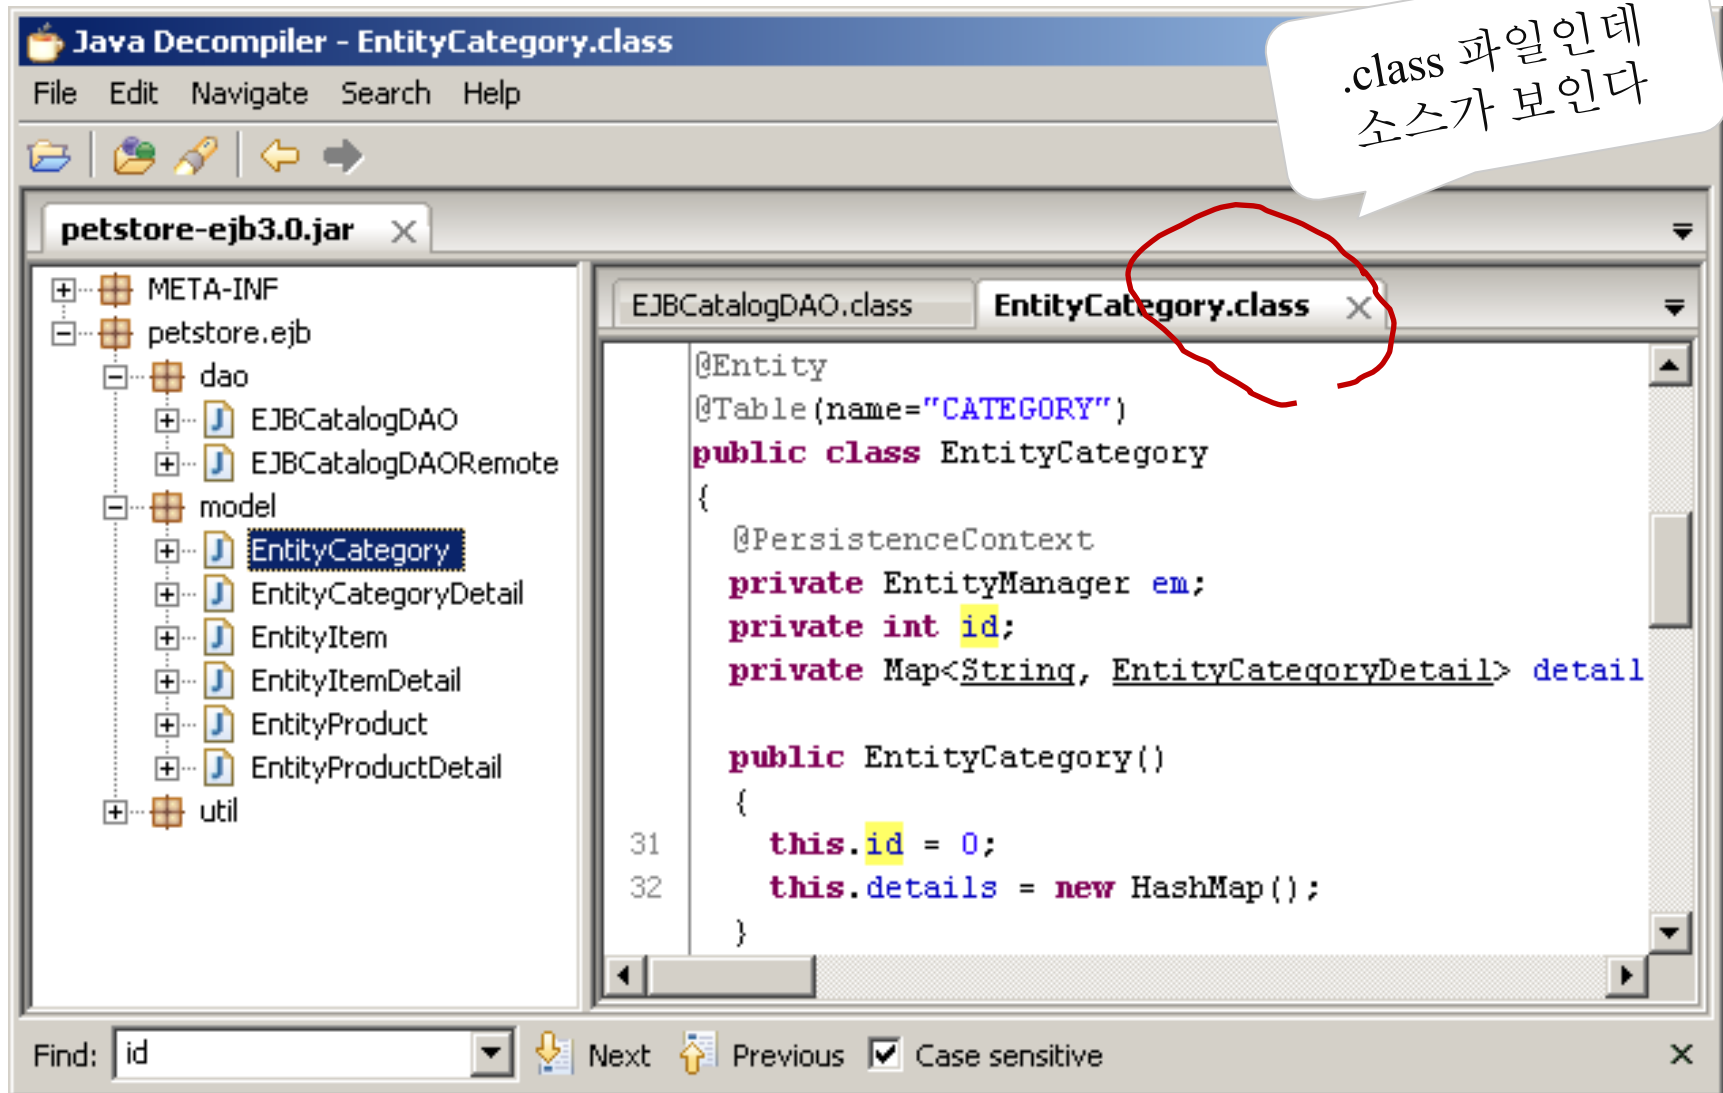 Java Decompiler - EntityCategory.class
.class 파일인데
소스가 보인다
File Edit Navigate Search Help
petstore-ejb3.0.jar
META-INF
petstore.ejb
dao
EJBCatalogDAO
EJBCatalogDAORemote
model
EntityCategory
EntityCategoryDetail
EntityItem
EntityItemDetail
EntityProduct
EntityProductDetail
util
EJBCatalogDAO.class EntityCategory.class
@Entity
@Table(name="CATEGORY")
public class EntityCategory
{
@PersistenceContext
private EntityManager em;
private int id;
private Map<String, EntityCategoryDetail> detail
public EntityCategory()
{
31 this.id = 0;
32 this.details = new HashMap();
}
Find: id Next Previous Case sensitive